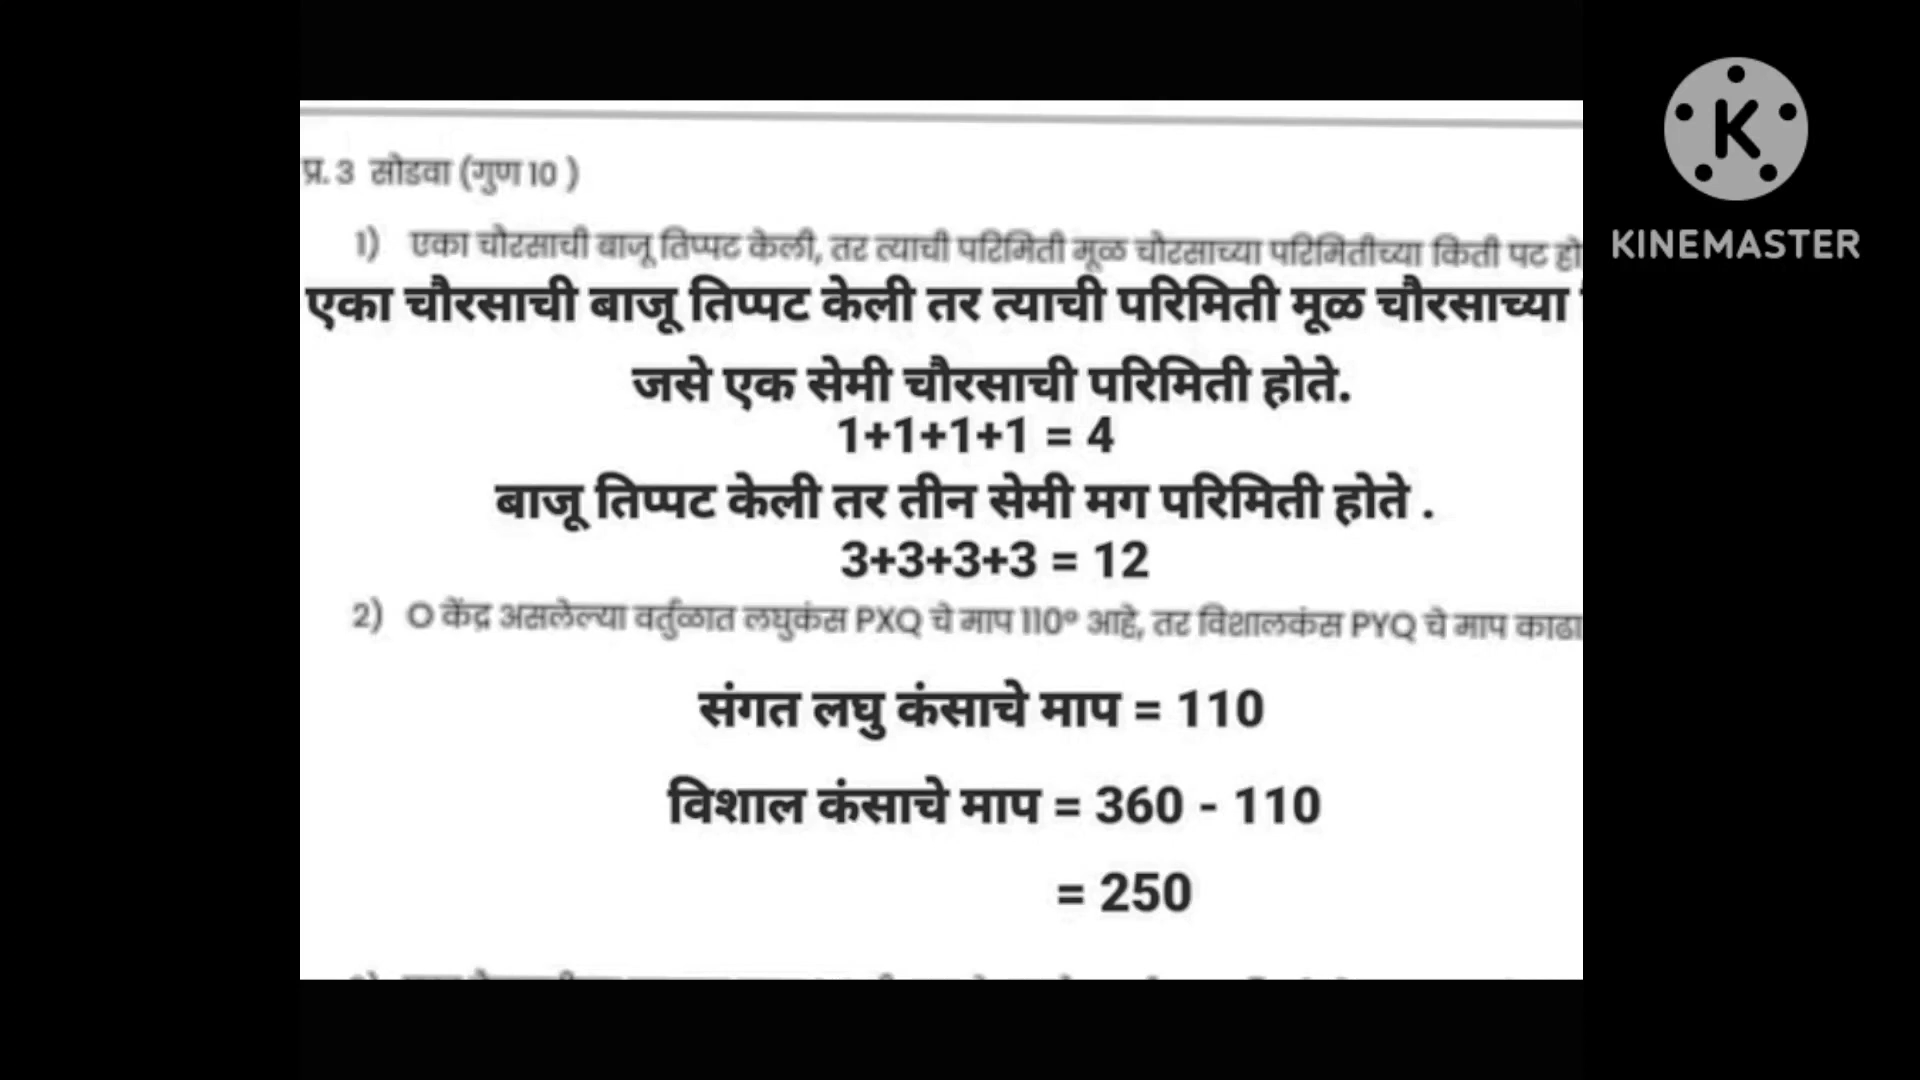 प्र. 3 सोडवा (गुण 10 )
1) एका चौरसाची बाजू तिप्पट केली, तर त्याची परिमिती मूळ चौरसाच्या परिमितीच्या किती पट हो
एका चौरसाची बाजू तिप्पट केली तर त्याची परिमिती मूळ चौरसाच्या
जसे एक सेमी चौरसाची परिमिती होते.
1+1+1+1 = 4
बाजू तिप्पट केली तर तीन सेमी मग परिमिती होते .
3+3+3+3 = 12
2) O केंद्र असलेल्या वर्तुळात लघुकंस PXQ चे माप 110° आहे, तर विशालकंस PYQ चे माप काढा
संगत लघु कंसाचे माप = 110
विशाल कंसाचे माप = 360 - 110
= 250
K
KINEMASTER